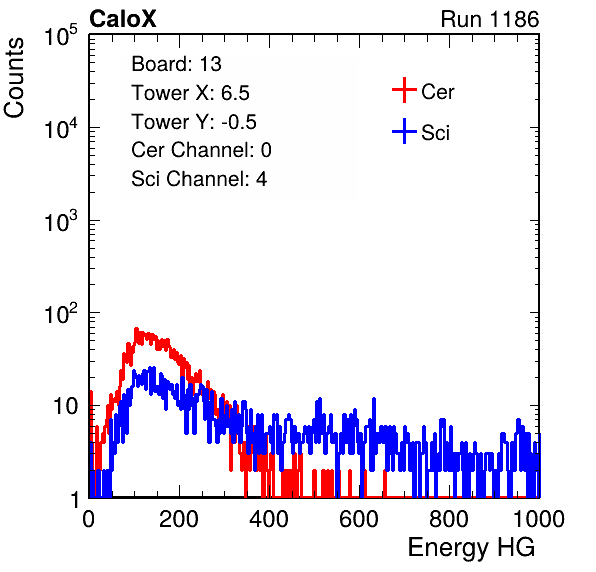 CaloX Run 1186
Counts
10^5
10^4
10^3
10^2
10
1
Board: 13
Tower X: 6.5
Tower Y: -0.5
Cer Channel: 0
Sci Channel: 4
Cer
Sci
0 200 400 600 800 1000
Energy HG